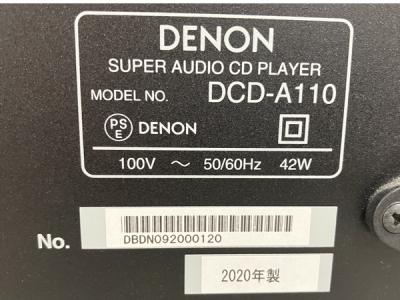 DENON
SUPER AUDIO CD PLAYER
MODEL NO. DCD-A110
PS
E DENON
100V ～ 50/60Hz 42W
No. DBDN092000120
2020年製